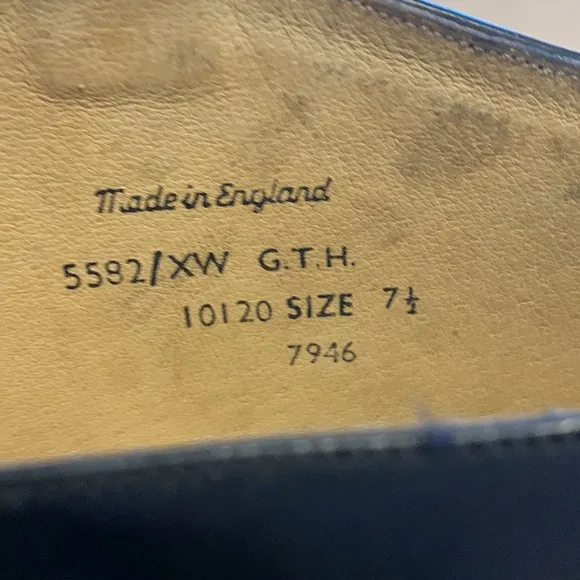 Made in England
5582/XW G.T.H.
10120 SIZE 7½
7946